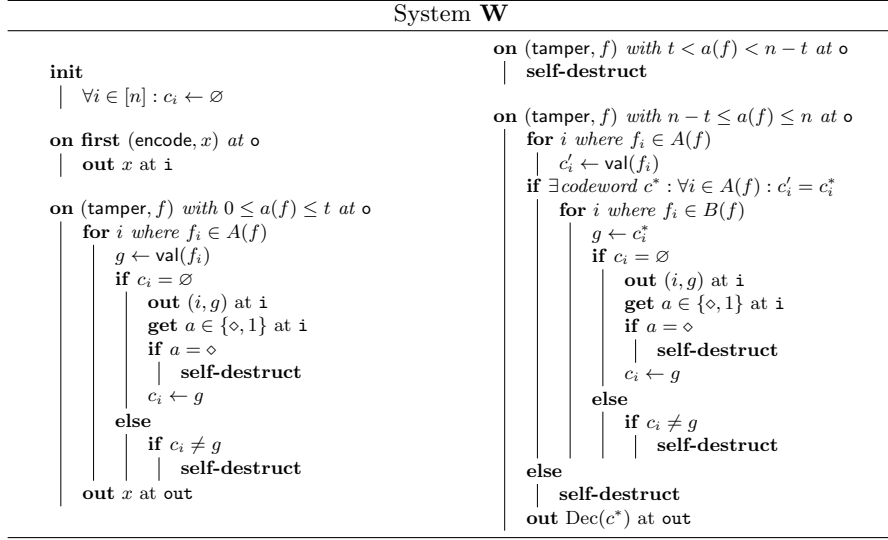 System W
init
∀i ∈ [n] : c_i ← ∅
on first (encode, x) at o
out x at i
on (tamper, f) with 0 ≤ a(f) ≤ t at o
for i where f_i ∈ A(f)
g ← val(f_i)
if c_i = ∅
out (i, g) at i
get a ∈ {⋄, 1} at i
if a = ⋄
self-destruct
c_i ← g
else
if c_i ≠ g
self-destruct
out x at out
on (tamper, f) with t < a(f) < n − t at o
self-destruct
on (tamper, f) with n − t ≤ a(f) ≤ n at o
for i where f_i ∈ A(f)
c'_i ← val(f_i)
if ∃ codeword c* : ∀i ∈ A(f) : c'_i = c*_i
for i where f_i ∈ B(f)
g ← c*_i
if c_i = ∅
out (i, g) at i
get a ∈ {⋄, 1} at i
if a = ⋄
self-destruct
c_i ← g
else
if c_i ≠ g
self-destruct
else
self-destruct
out Dec(c*) at out